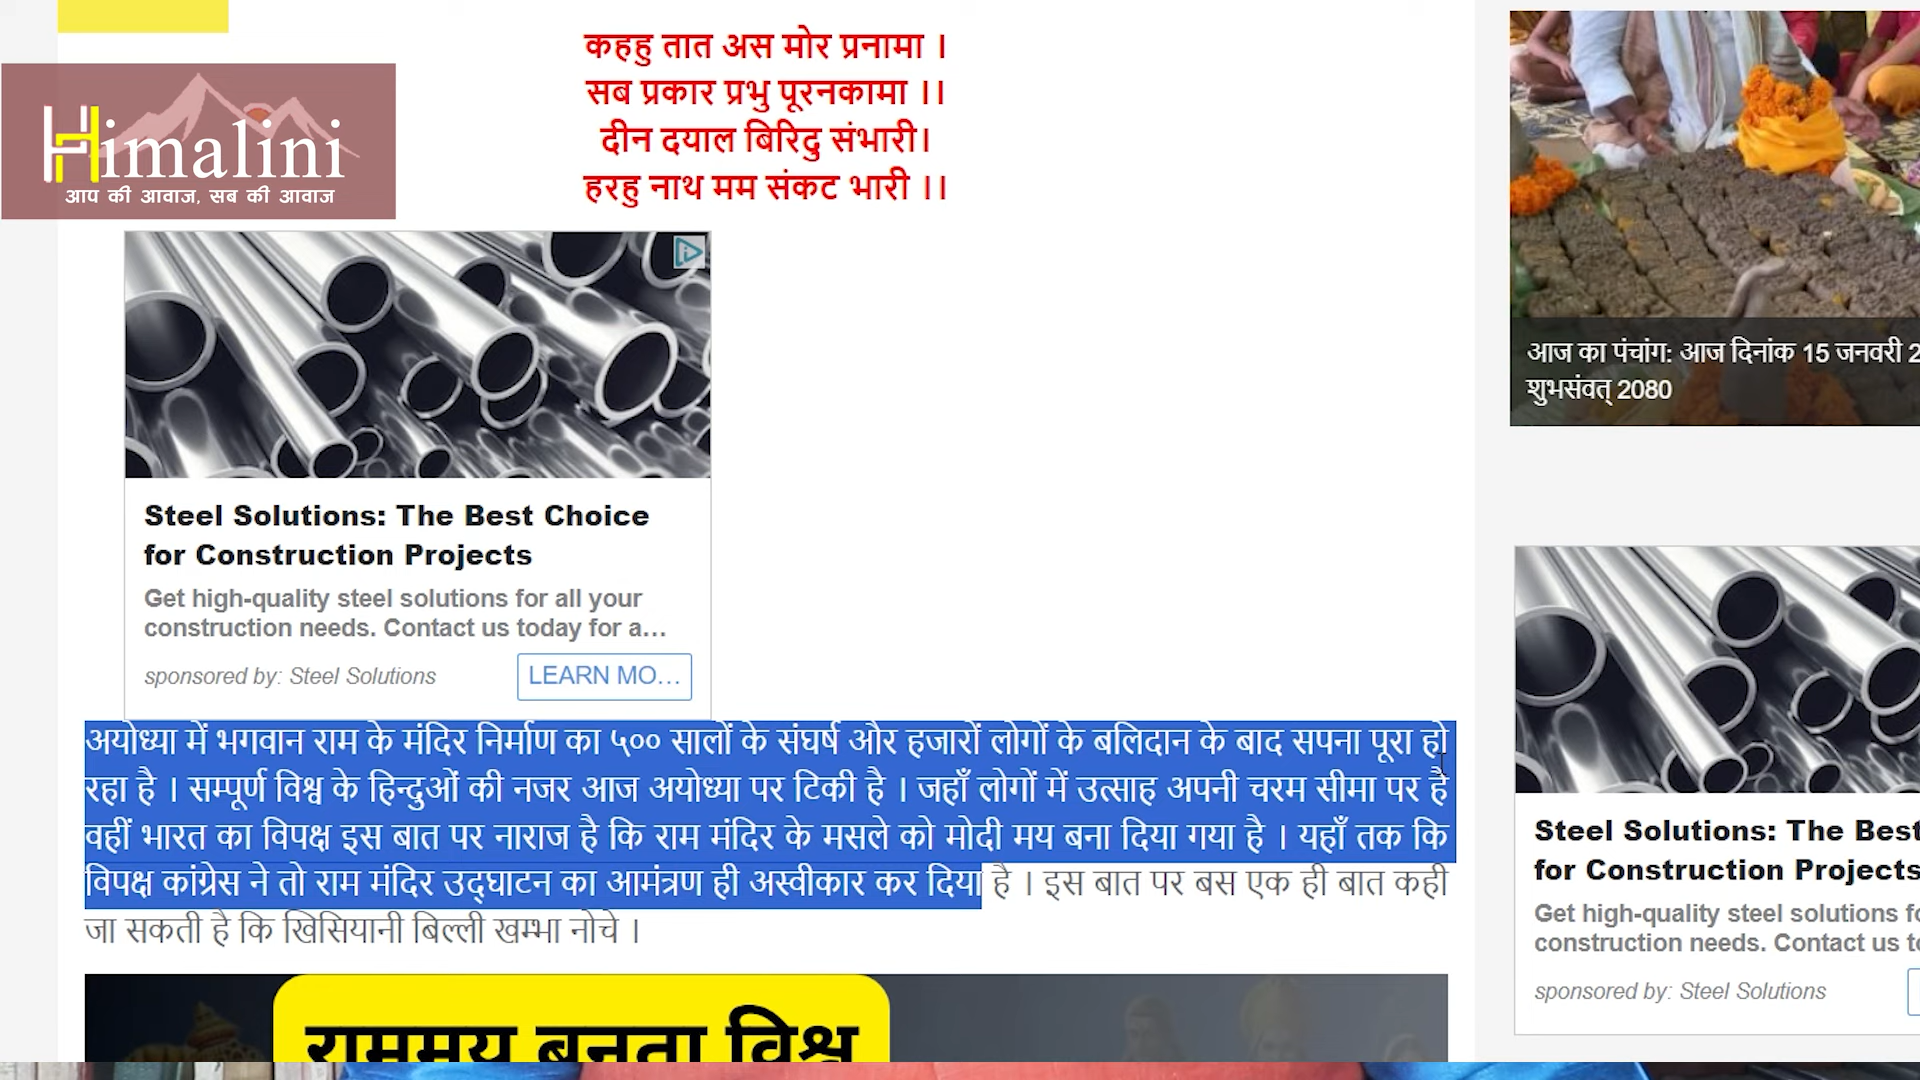 कहहु तात अस मोर प्रनामा ।
सब प्रकार प्रभु पूरनकामा ।।
दीन दयाल बिरिदु संभारी।
हरहु नाथ मम संकट भारी ।।
Himalini
आप की आवाज, सब की आवाज
Steel Solutions: The Best Choice
for Construction Projects
Get high-quality steel solutions for all your
construction needs. Contact us today for a...
sponsored by: Steel Solutions
LEARN MO...
अयोध्या में भगवान राम के मंदिर निर्माण का ५०० सालों के संघर्ष और हजारों लोगों के बलिदान के बाद सपना पूरा हो
रहा है । सम्पूर्ण विश्व के हिन्दुओं की नजर आज अयोध्या पर टिकी है । जहाँ लोगों में उत्साह अपनी चरम सीमा पर है
वहीं भारत का विपक्ष इस बात पर नाराज है कि राम मंदिर के मसले को मोदी मय बना दिया गया है । यहाँ तक कि
विपक्ष कांग्रेस ने तो राम मंदिर उद्घाटन का आमंत्रण ही अस्वीकार कर दिया है । इस बात पर बस एक ही बात कही
जा सकती है कि खिसियानी बिल्ली खम्भा नोचे ।
राममय बनता विश्व
आज का पंचांग: आज दिनांक 15 जनवरी 2
शुभसंवत् 2080
Steel Solutions: The Best
for Construction Projects
Get high-quality steel solutions
construction needs. Contact us
sponsored by: Steel Solutions